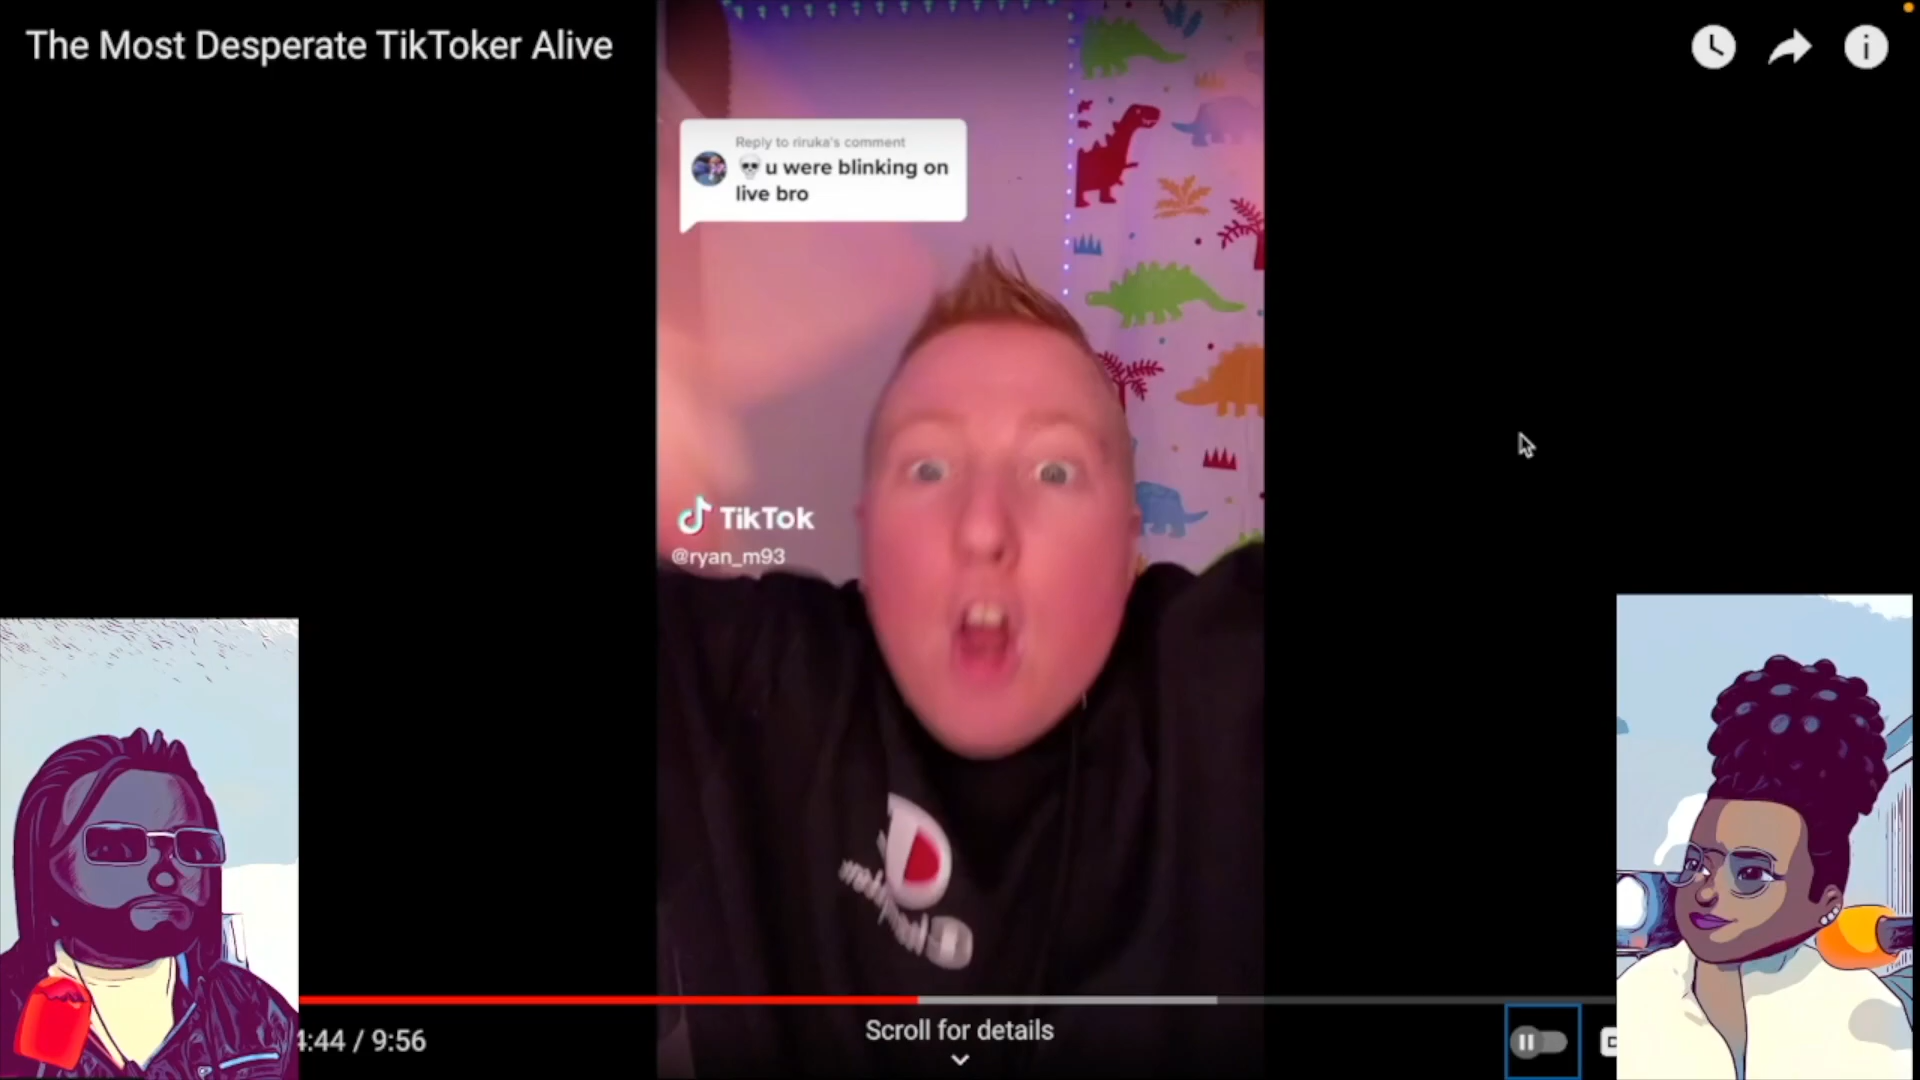 The Most Desperate TikToker Alive
Reply to riruka's comment
💀u were blinking on
live bro
TikTok
@ryan_m93
4:44 / 9:56
Scroll for details